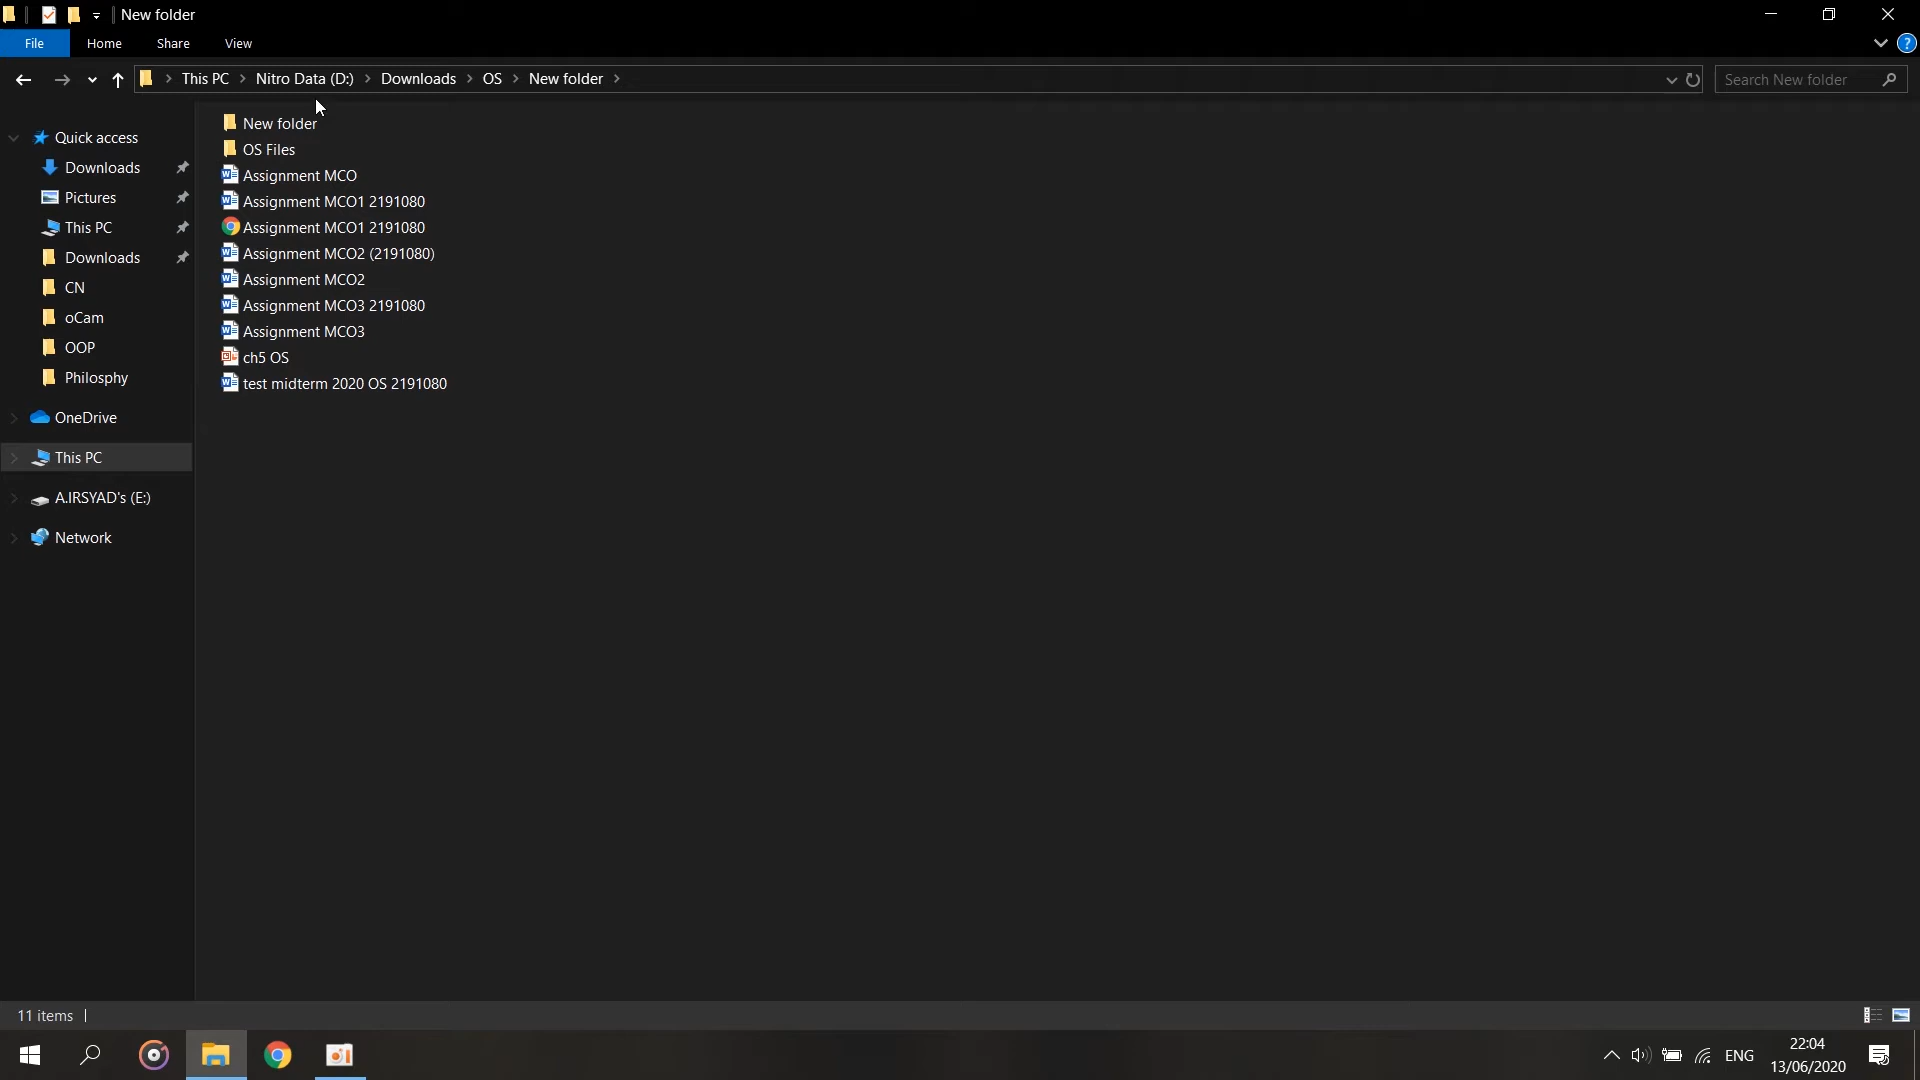 New folder
File Home Share View
This PC Nitro Data (D:) Downloads OS New folder
Search New folder
Quick access
Downloads
Pictures
This PC
Downloads
CN
oCam
OOP
Philosphy
OneDrive
This PC
A.IRSYAD's (E:)
Network
New folder
OS Files
Assignment MCO
Assignment MCO1 2191080
Assignment MCO1 2191080
Assignment MCO2 (2191080)
Assignment MCO2
Assignment MCO3 2191080
Assignment MCO3
ch5 OS
test midterm 2020 OS 2191080
11 items
ENG
22:04
13/06/2020